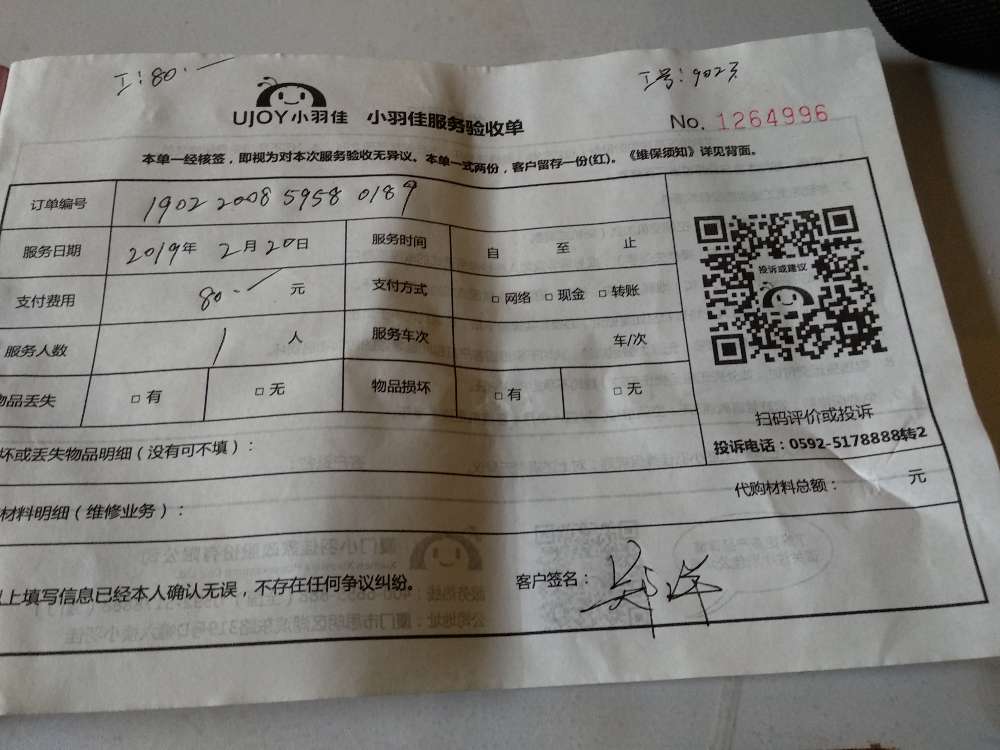 工:80.一
工号:902
UJOY小羽佳 小羽佳服务验收单
No. 1264996
本单一经核签，即视为对本次服务验收无异议。本单一式两份，客户留存一份(红)。《维保须知》详见背面。
订单编号 1902 2008 5958 0189
服务日期 2019年 2月20日 服务时间 自 至 止
支付费用 80.一 元 支付方式 □ 网络 □ 现金 □ 转账
服务人数 1 人 服务车次 车/次
物品丢失 □ 有 □ 无 物品损坏 □ 有 □ 无
投诉或建议
扫码评价或投诉
投诉电话：0592-5178888转2
坏或丢失物品明细（没有可不填）：
代购材料总额： 元
材料明细（维修业务）：
上填写信息已经本人确认无误，不存在任何争议纠纷。 客户签名：